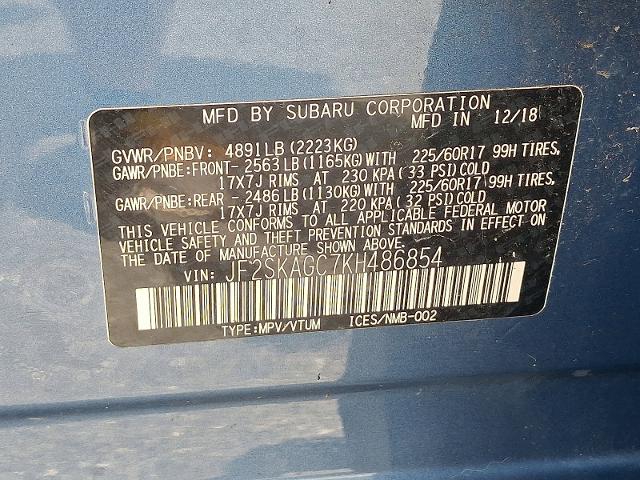 MFD BY SUBARU CORPORATION
MFD IN 12/18
GVWR/PNBV: 4891LB(2223KG)
GAWR/PNBE:FRONT- 2563LB(1165KG)WITH 225/60R17 99H TIRES,
17X7J RIMS AT 230 KPA(33 PSI)COLD
GAWR/PNBE:REAR - 2486LB(1130KG)WITH 225/60R17 99H TIRES,
17X7J RIMS AT 220 KPA(32 PSI)COLD
THIS VEHICLE CONFORMS TO ALL APPLICABLE FEDERAL MOTOR
VEHICLE SAFETY AND THEFT PREVENTION STANDARDS IN EFFECT ON
THE DATE OF MANUFACTURE SHOWN ABOVE.
VIN: JF2SKAGC7KH486854
TYPE:MPV/VTUM ICES/NMB-002